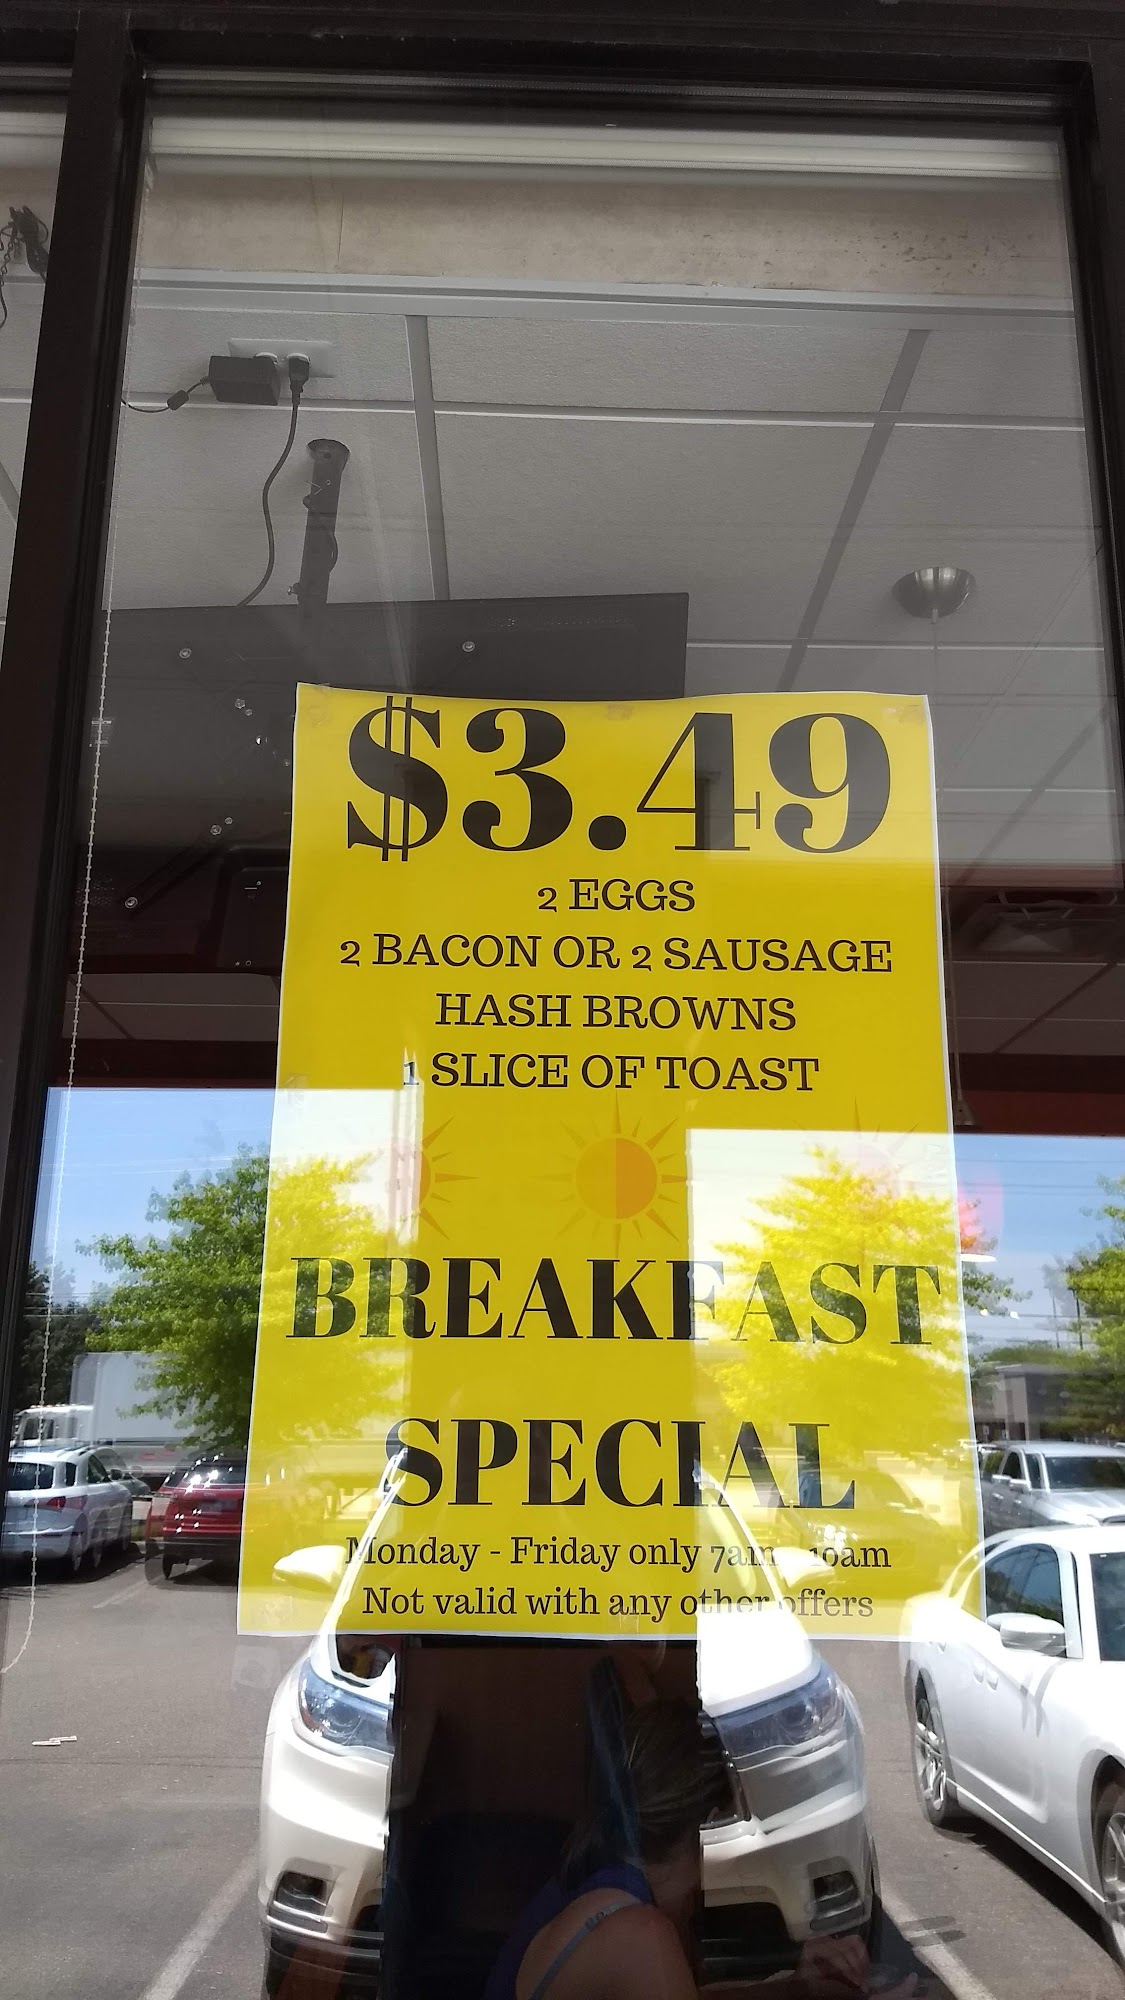 $3.49
2 EGGS
2 BACON OR 2 SAUSAGE
HASH BROWNS
1 SLICE OF TOAST
BREAKFAST
SPECIAL
Monday - Friday only 7am - 10am
Not valid with any other offers